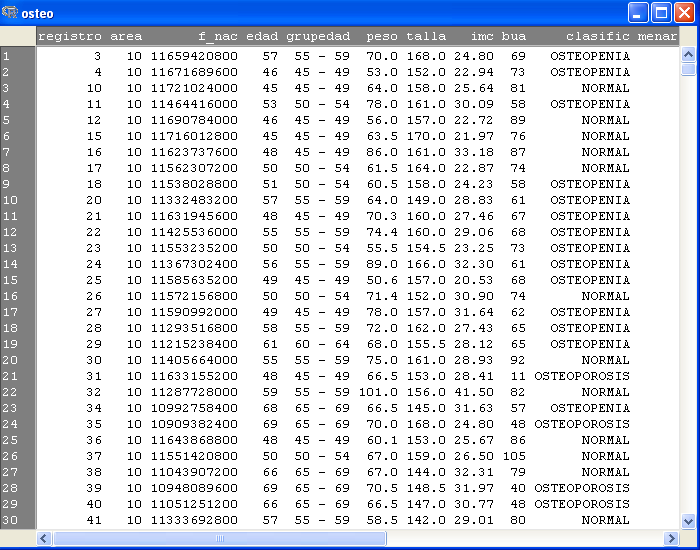 osteo
registro area f_nac edad grupedad peso talla imc bua clasific menar
1 3 10 11659420800 57 55 - 59 70.0 168.0 24.80 69 OSTEOPENIA
2 4 10 11671689600 46 45 - 49 53.0 152.0 22.94 73 OSTEOPENIA
3 10 10 11721024000 45 45 - 49 64.0 158.0 25.64 81 NORMAL
4 11 10 11464416000 53 50 - 54 78.0 161.0 30.09 58 OSTEOPENIA
5 12 10 11690784000 46 45 - 49 56.0 157.0 22.72 89 NORMAL
6 15 10 11716012800 45 45 - 49 63.5 170.0 21.97 76 NORMAL
7 16 10 11623737600 48 45 - 49 86.0 161.0 33.18 87 NORMAL
8 17 10 11562307200 50 50 - 54 61.5 164.0 22.87 74 NORMAL
9 18 10 11538028800 51 50 - 54 60.5 158.0 24.23 58 OSTEOPENIA
10 20 10 11332483200 57 55 - 59 64.0 149.0 28.83 61 OSTEOPENIA
11 21 10 11631945600 48 45 - 49 70.3 160.0 27.46 67 OSTEOPENIA
12 22 10 11425536000 55 55 - 59 74.4 160.0 29.06 68 OSTEOPENIA
13 23 10 11553235200 50 50 - 54 55.5 154.5 23.25 73 OSTEOPENIA
14 24 10 11367302400 56 55 - 59 89.0 166.0 32.30 61 OSTEOPENIA
15 25 10 11585635200 49 45 - 49 50.6 157.0 20.53 68 OSTEOPENIA
16 26 10 11572156800 50 50 - 54 71.4 152.0 30.90 74 NORMAL
17 27 10 11590992000 49 45 - 49 78.0 157.0 31.64 62 OSTEOPENIA
18 28 10 11293516800 58 55 - 59 72.0 162.0 27.43 65 OSTEOPENIA
19 29 10 11215238400 61 60 - 64 68.0 155.5 28.12 65 OSTEOPENIA
20 30 10 11405664000 55 55 - 59 75.0 161.0 28.93 92 NORMAL
21 31 10 11633155200 48 45 - 49 66.5 153.0 28.41 11 OSTEOPOROSIS
22 32 10 11287728000 59 55 - 59 101.0 156.0 41.50 82 NORMAL
23 34 10 10992758400 68 65 - 69 66.5 145.0 31.63 57 OSTEOPENIA
24 35 10 10909382400 69 65 - 69 70.0 168.0 24.80 48 OSTEOPOROSIS
25 36 10 11643868800 48 45 - 49 60.1 153.0 25.67 86 NORMAL
26 37 10 11551420800 50 50 - 54 67.0 159.0 26.50 105 NORMAL
27 38 10 11043907200 66 65 - 69 67.0 144.0 32.31 79 NORMAL
28 39 10 10948089600 69 65 - 69 70.5 148.5 31.97 40 OSTEOPOROSIS
29 40 10 11051251200 66 65 - 69 66.5 147.0 30.77 48 OSTEOPOROSIS
30 41 10 11333692800 57 55 - 59 58.5 142.0 29.01 80 NORMAL